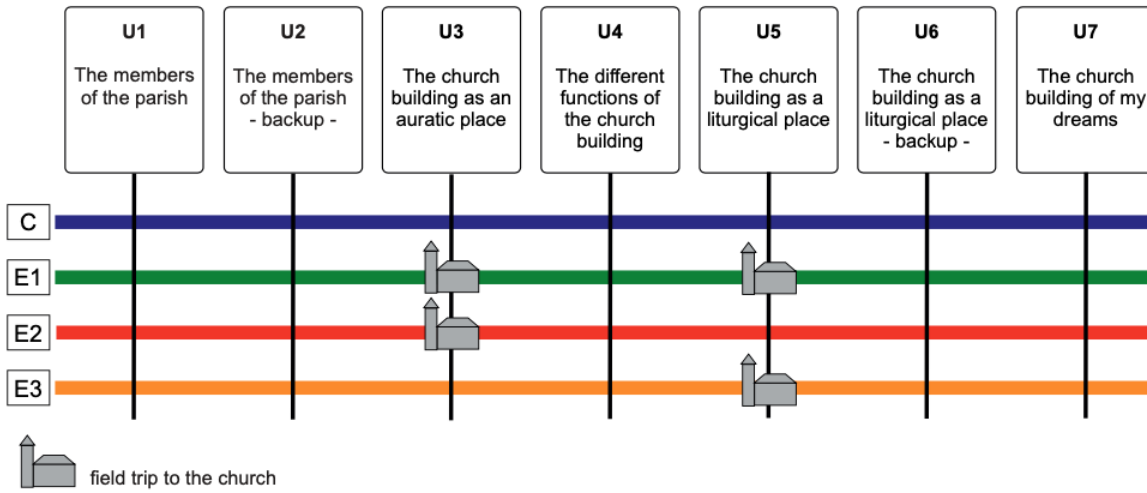 U1
The members
of the parish
U2
The members
of the parish
- backup -
U3
The church
building as an
auratic place
U4
The different
functions of
the church
building
U5
The church
building as a
liturgical place
U6
The church
building as a
liturgical place
- backup -
U7
The church
building of my
dreams
C
E1
E2
E3
field trip to the church